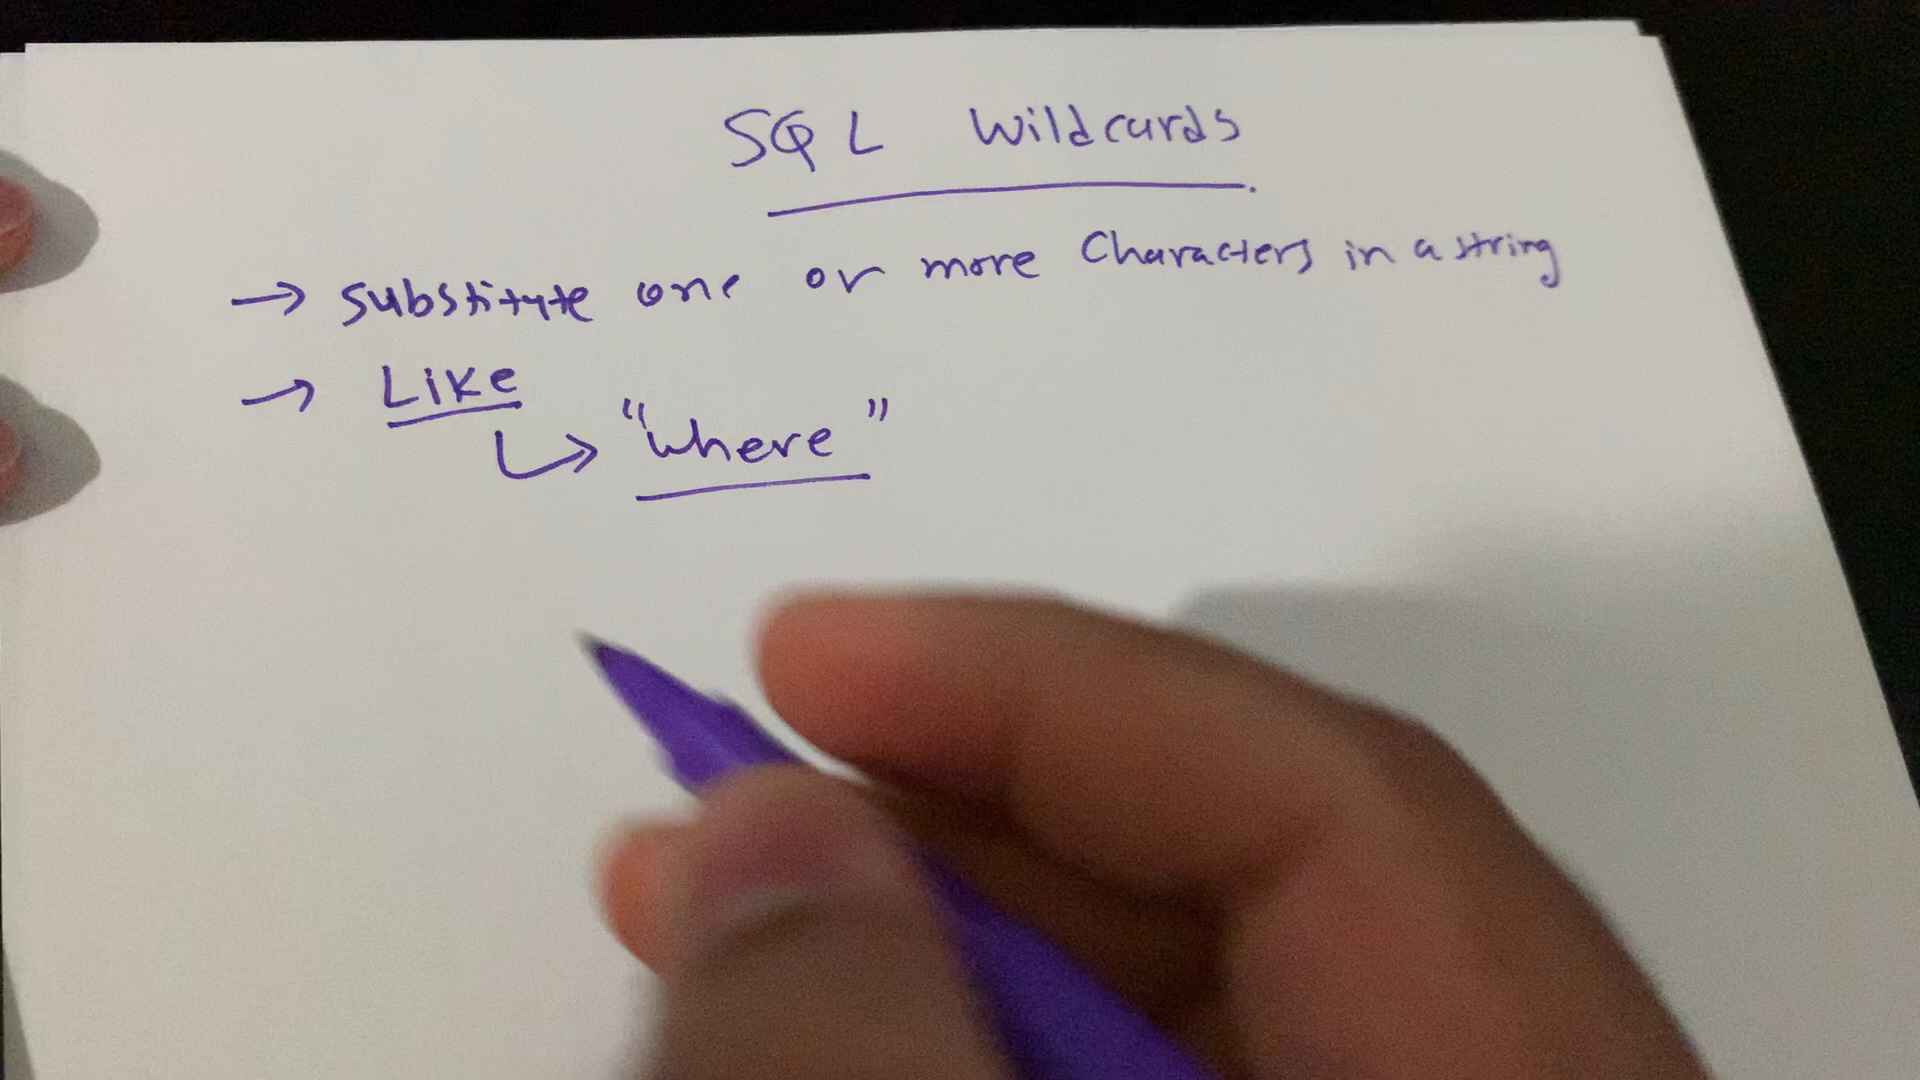 SQL Wildcards
→ substitute one or more Characters in a string
→ Like
↳ "where"